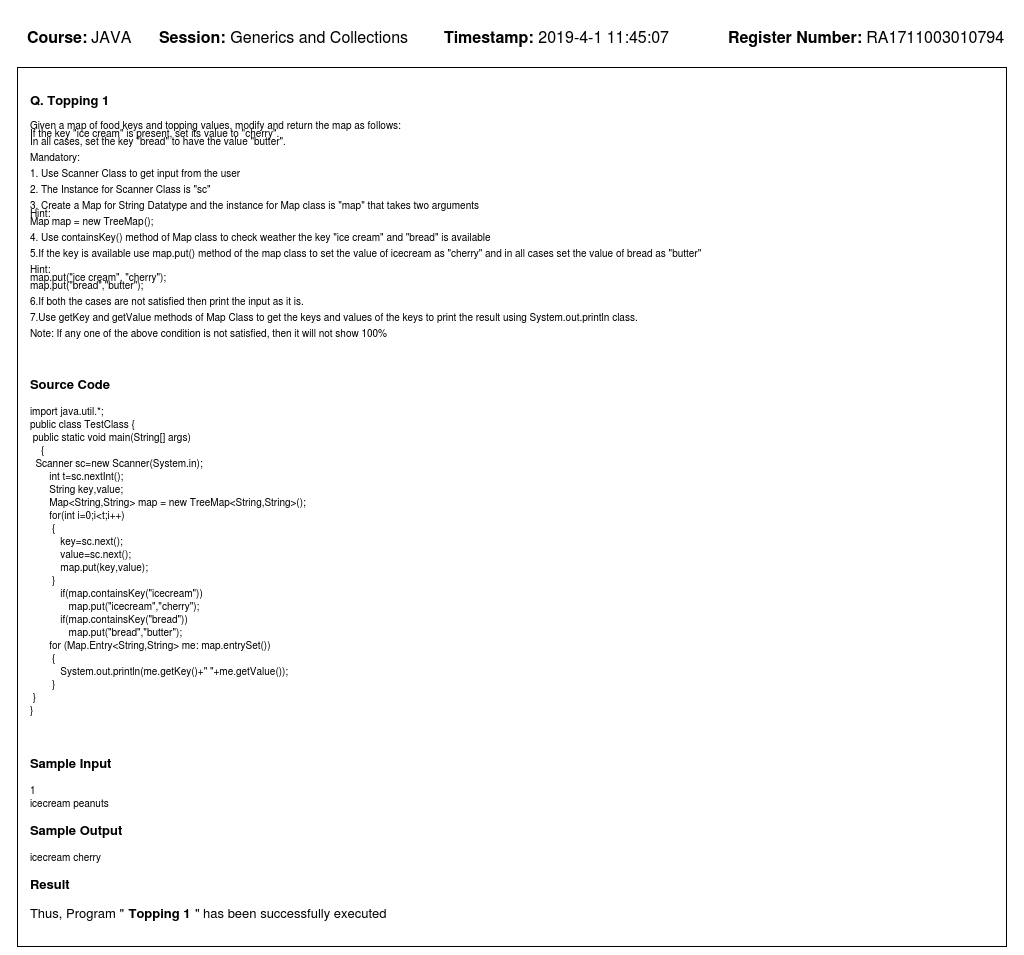 Course: JAVA Session: Generics and Collections Timestamp: 2019-4-1 11:45:07 Register Number: RA1711003010794
Q. Topping 1
Given a map of food keys and topping values, modify and return the map as follows:
If the key "ice cream" is present, set its value to "cherry".
In all cases, set the key "bread" to have the value "butter".
Mandatory:
1. Use Scanner Class to get input from the user
2. The Instance for Scanner Class is "sc"
3. Create a Map for String Datatype and the instance for Map class is "map" that takes two arguments
Hint:
Map map = new TreeMap();
4. Use containsKey() method of Map class to check weather the key "ice cream" and "bread" is available
5.If the key is available use map.put() method of the map class to set the value of icecream as "cherry" and in all cases set the value of bread as "butter"
Hint:
map.put("ice cream", "cherry");
map.put("bread","butter");
6.If both the cases are not satisfied then print the input as it is.
7.Use getKey and getValue methods of Map Class to get the keys and values of the keys to print the result using System.out.println class.
Note: If any one of the above condition is not satisfied, then it will not show 100%
Source Code
import java.util.*;
public class TestClass {
public static void main(String[] args)
{
Scanner sc=new Scanner(System.in);
int t=sc.nextInt();
String key,value;
Map<String,String> map = new TreeMap<String,String>();
for(int i=0;i<t;i++)
{
key=sc.next();
value=sc.next();
map.put(key,value);
}
if(map.containsKey("icecream"))
map.put("icecream","cherry");
if(map.containsKey("bread"))
map.put("bread","butter");
for (Map.Entry<String,String> me: map.entrySet())
{
System.out.println(me.getKey()+" "+me.getValue());
}
}
}
Sample Input
1
icecream peanuts
Sample Output
icecream cherry
Result
Thus, Program " Topping 1 " has been successfully executed